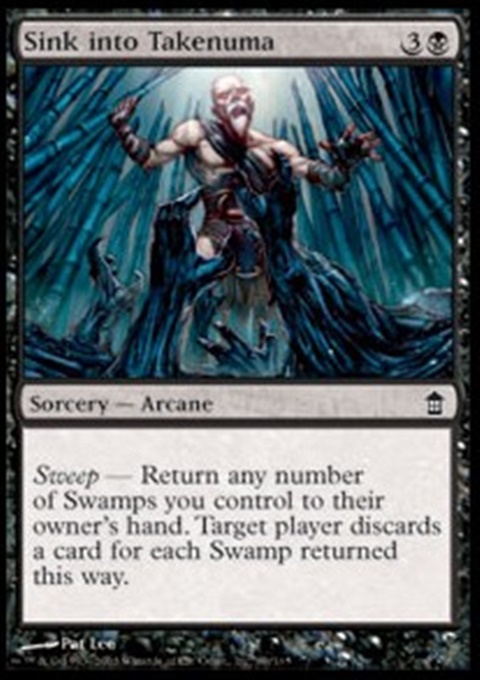 Sink into Takenuma
3
Sorcery — Arcane
Sweep — Return any number
of Swamps you control to their
owner's hand. Target player discards
a card for each Swamp returned
this way.
Pat Lee